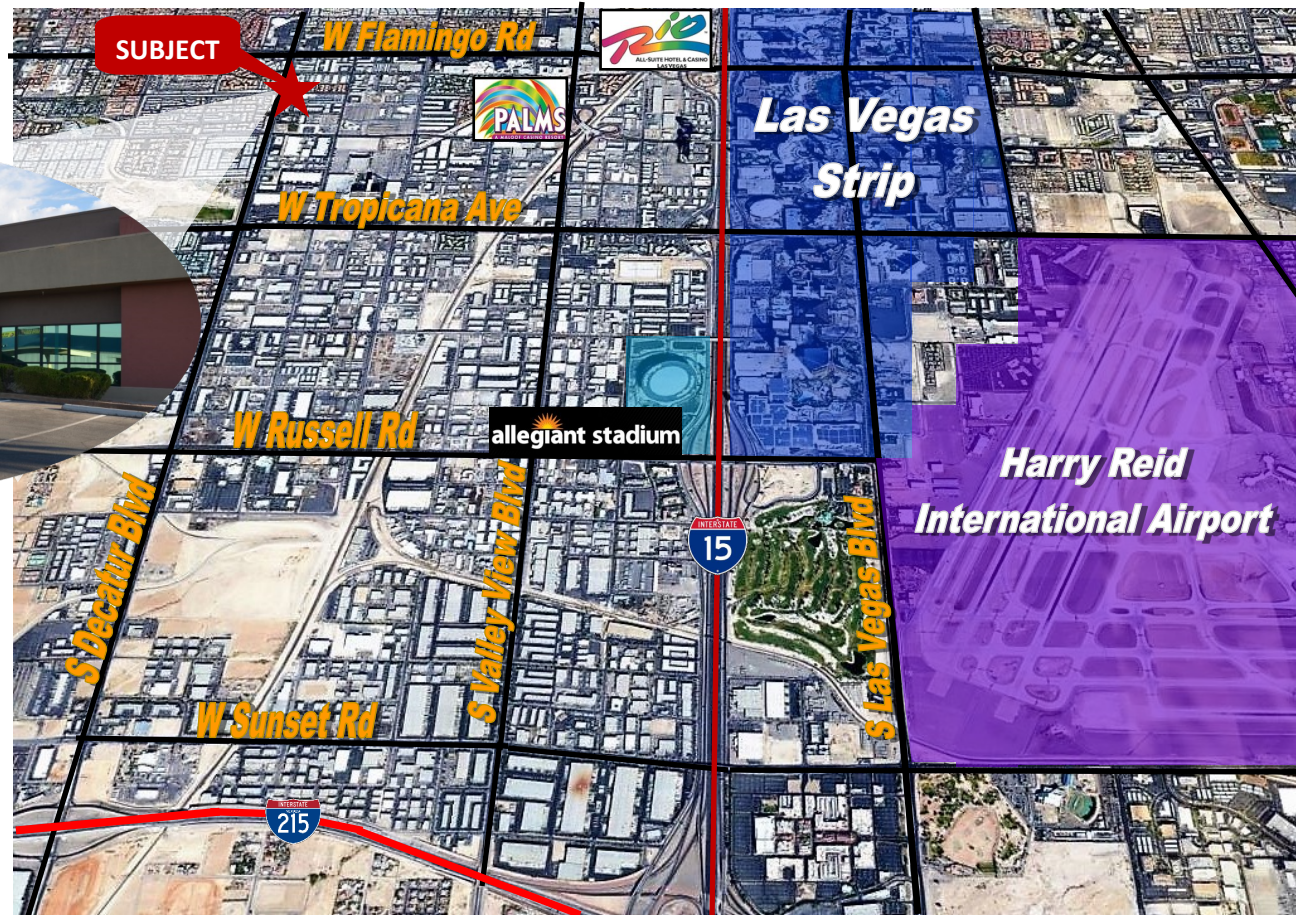 SUBJECT
W Flamingo Rd
Rio
ALL-SUITE HOTEL & CASINO
LAS VEGAS
PALMS
A MALOOF CASINO RESORT
Las Vegas
Strip
W Tropicana Ave
W Russell Rd
allegiant stadium
Harry Reid
International Airport
S Decatur Blvd
S Valley View Blvd
INTERSTATE
15
S Las Vegas Blvd
W Sunset Rd
INTERSTATE
215